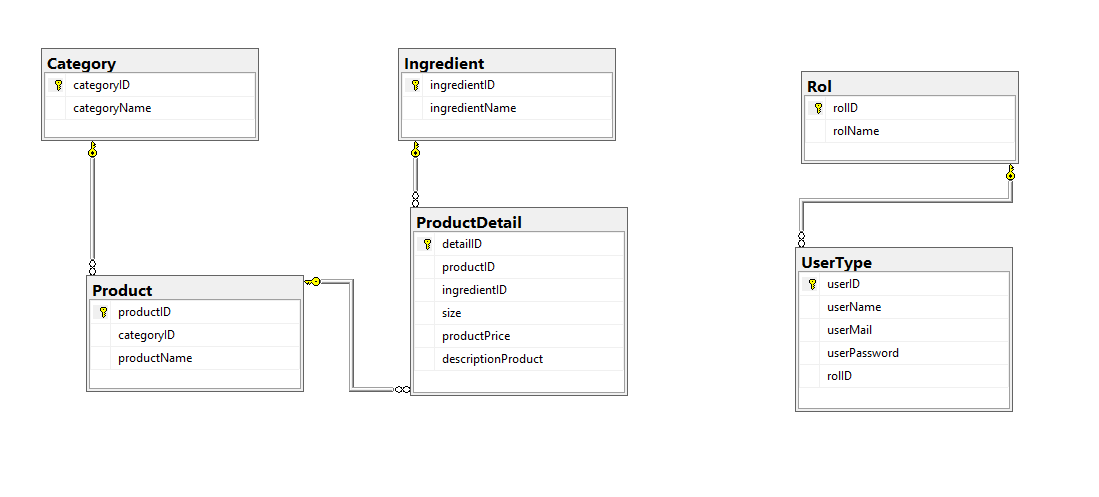 Category
categoryID
categoryName
Ingredient
ingredientID
ingredientName
Rol
rolID
rolName
Product
productID
categoryID
productName
ProductDetail
detailID
productID
ingredientID
size
productPrice
descriptionProduct
UserType
userID
userName
userMail
userPassword
rolID